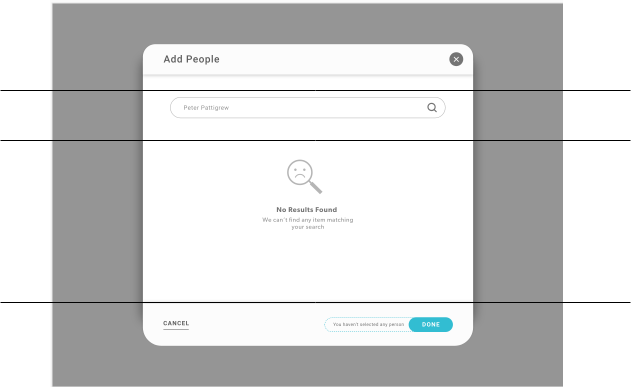 Add People
Peter Pattigrew
No Results Found
We can't find any item matching
your search
CANCEL
You haven't selected any person
DONE